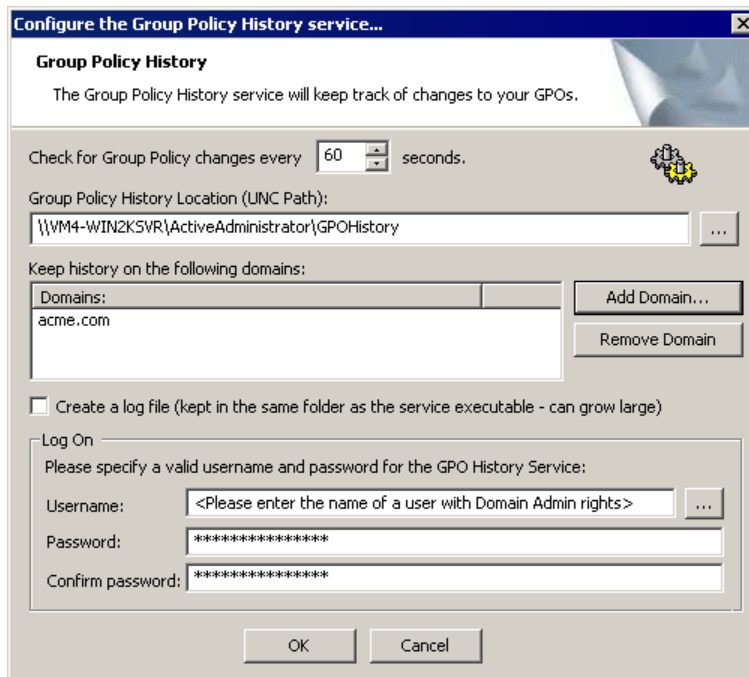 Configure the Group Policy History service...
Group Policy History
The Group Policy History service will keep track of changes to your GPOs.
Check for Group Policy changes every 60 seconds.
Group Policy History Location (UNC Path):
\\VM4-WIN2KSVR\ActiveAdministrator\GPOHistory
...
Keep history on the following domains:
Domains:
acme.com
Add Domain...
Remove Domain
Create a log file (kept in the same folder as the service executable - can grow large)
Log On
Please specify a valid username and password for the GPO History Service:
Username: <Please enter the name of a user with Domain Admin rights> ...
Password: ***************
Confirm password: ***************
OK Cancel